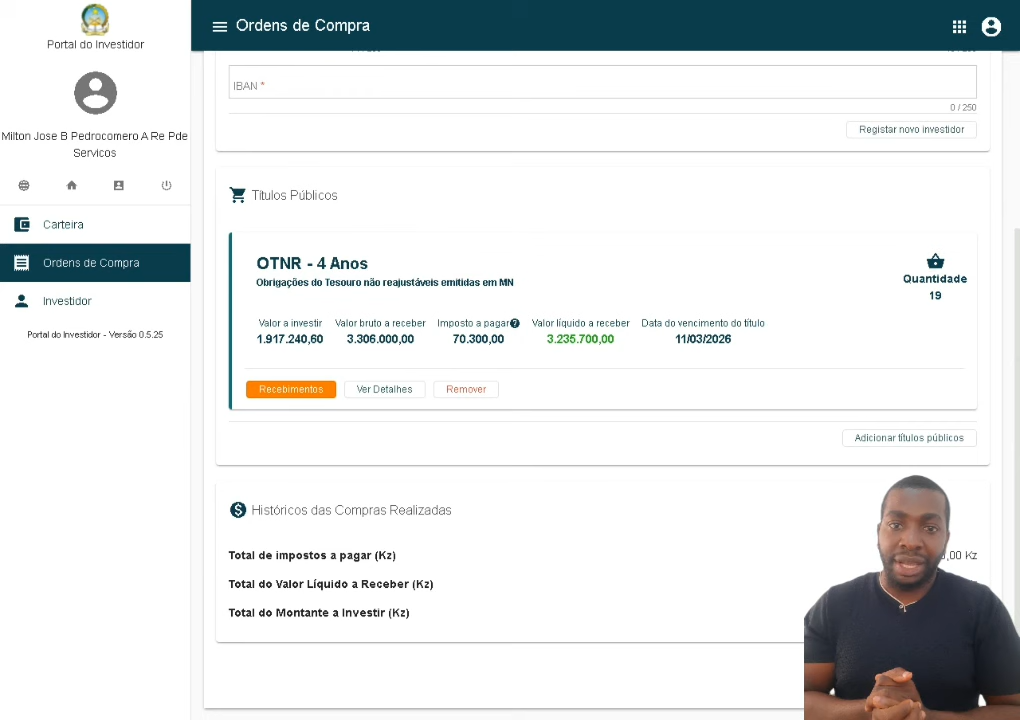 Portal do Investidor
Milton Jose B Pedrocomero A Re Pde
Servicos
Carteira
Ordens de Compra
Investidor
Portal do Investidor - Versão 0.5.25
Ordens de Compra
IBAN *
0 / 250
Registar novo investidor
Títulos Públicos
OTNR - 4 Anos
Obrigações do Tesouro não reajustáveis emitidas em MN
Quantidade
19
Valor a investir Valor bruto a receber Imposto a pagar Valor líquido a receber Data do vencimento do título
1.917.240,60 3.306.000,00 70.300,00 3.235.700,00 11/03/2026
Recebimentos Ver Detalhes Remover
Adicionar títulos públicos
Históricos das Compras Realizadas
Total de impostos a pagar (Kz) ,00 Kz
Total do Valor Líquido a Receber (Kz)
Total do Montante a Investir (Kz)